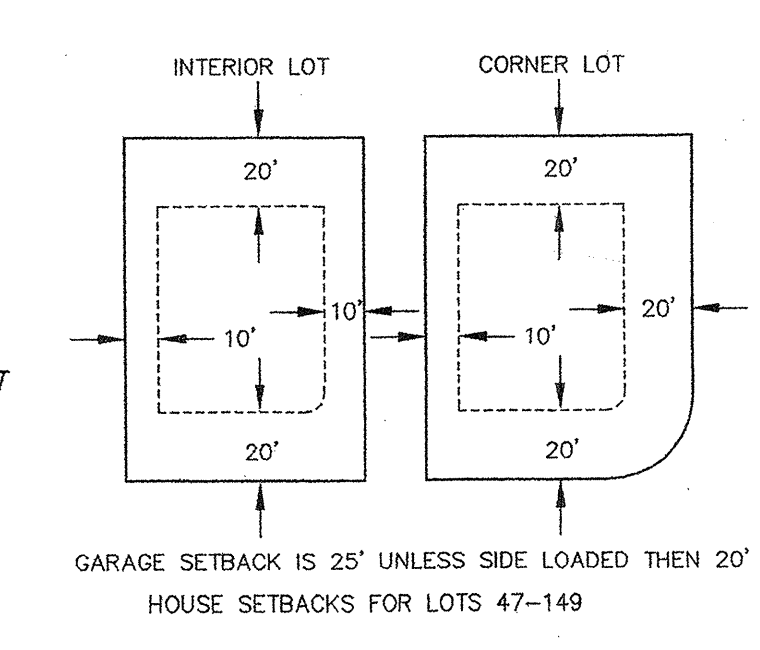 INTERIOR LOT
CORNER LOT
20'
20'
10'
20'
10'
10'
20'
20'
GARAGE SETBACK IS 25' UNLESS SIDE LOADED THEN 20'
HOUSE SETBACKS FOR LOTS 47-149